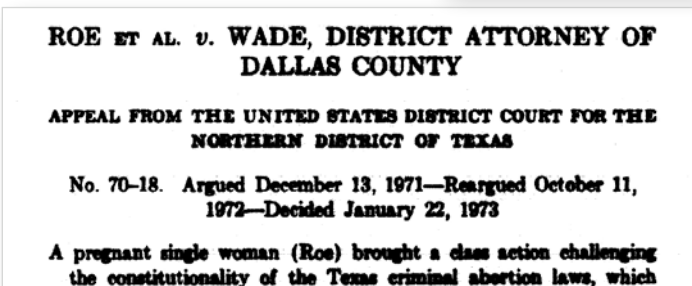 ROE ET AL. v. WADE, DISTRICT ATTORNEY OF
DALLAS COUNTY
APPEAL FROM THE UNITED STATES DISTRICT COURT FOR THE
NORTHERN DISTRICT OF TEXAS
No. 70–18. Argued December 13, 1971—Reargued October 11,
1972—Decided January 22, 1973
A pregnant single woman (Roe) brought a class action challenging
the constitutionality of the Texas criminal abortion laws, which